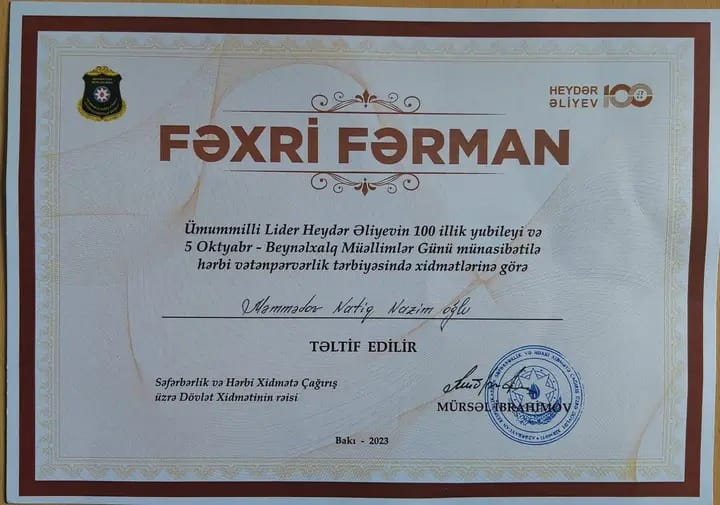 HEYDƏR
ƏLİYEV 100
FƏXRİ FƏRMAN
Ümummilli Lider Heydər Əliyevin 100 illik yubileyi və
5 Oktyabr - Beynəlxalq Müəllimlər Günü münasibətilə
hərbi vətənpərvərlik tərbiyəsində xidmətlərinə görə
Məmmədov Natiq Nazim oğlu
TƏLTİF EDİLİR
Səfərbərlik və Hərbi Xidmətə Çağırış
üzrə Dövlət Xidmətinin rəisi
MÜRSƏL İBRAHİMOV
Bakı - 2023